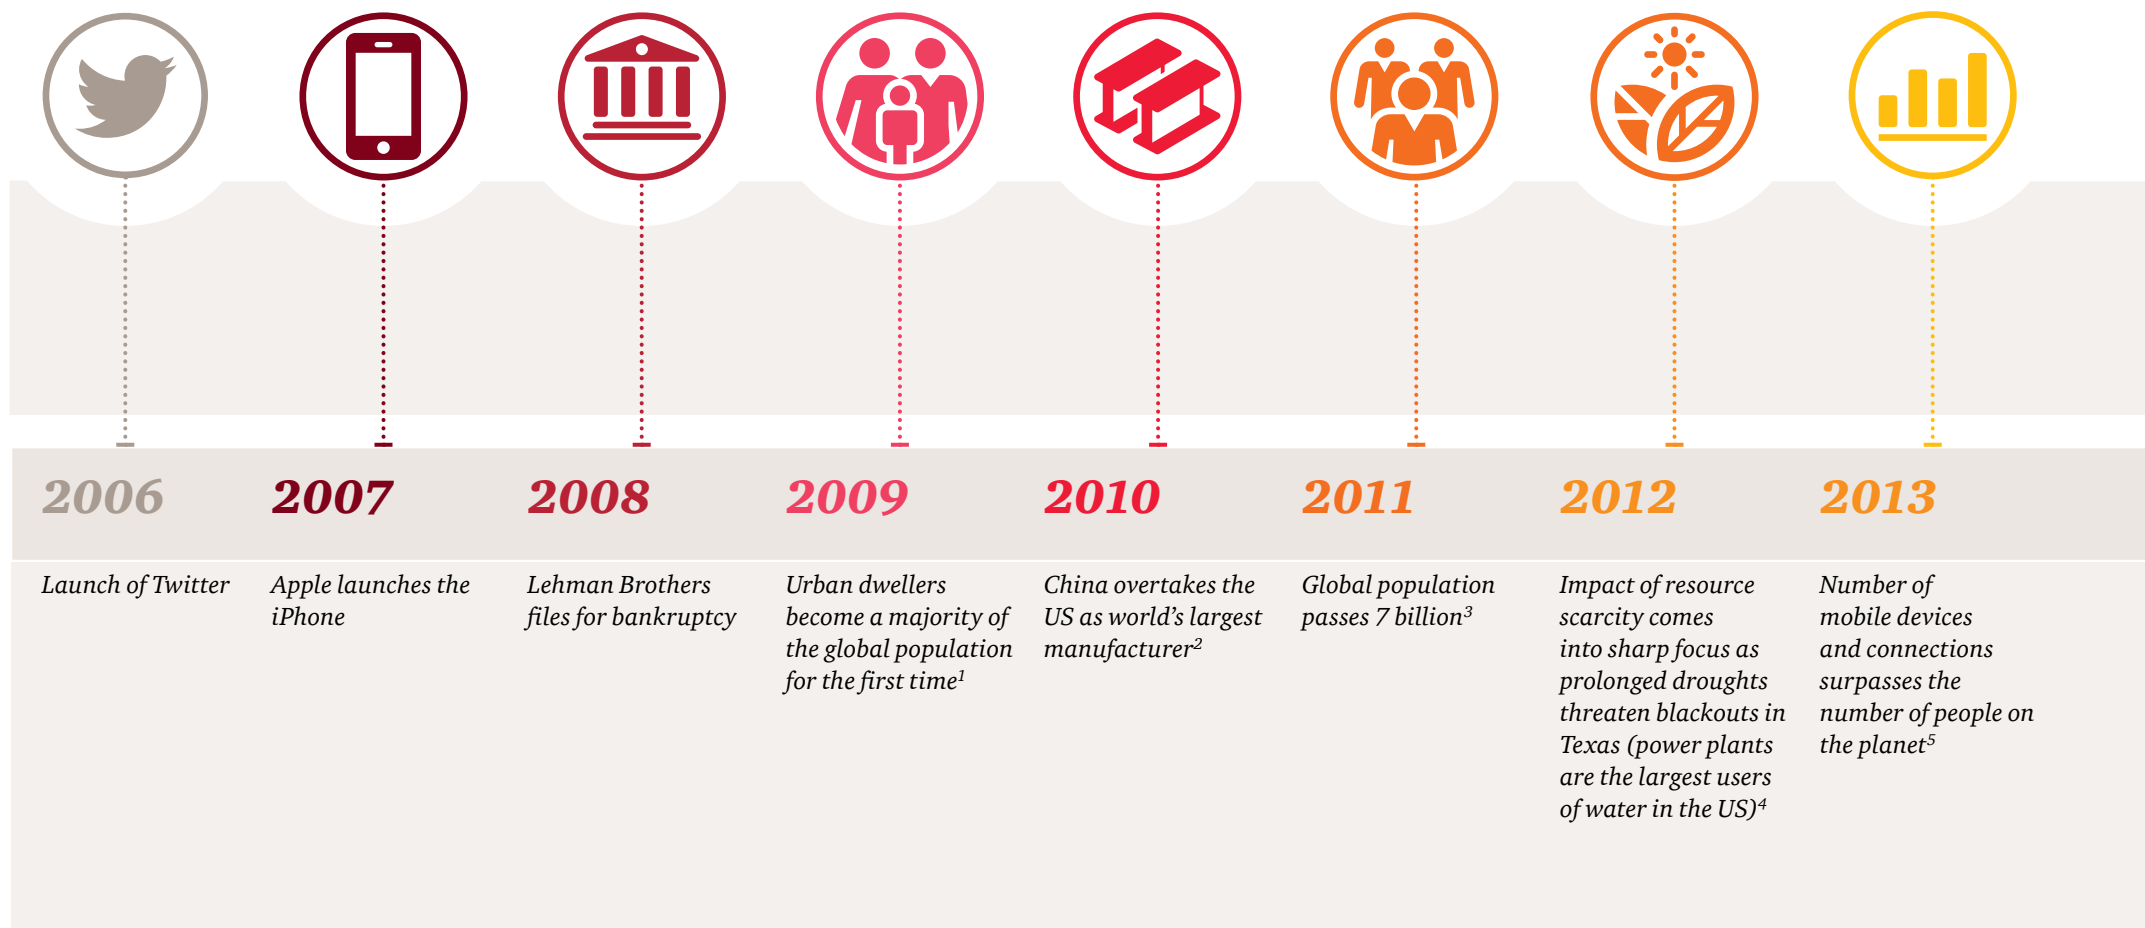 2006
2007
2008
2009
2010
2011
2012
2013
Launch of Twitter
Apple launches the
iPhone
Lehman Brothers
files for bankruptcy
Urban dwellers
become a majority of
the global population
for the first time¹
China overtakes the
US as world’s largest
manufacturer²
Global population
passes 7 billion³
Impact of resource
scarcity comes
into sharp focus as
prolonged droughts
threaten blackouts in
Texas (power plants
are the largest users
of water in the US)⁴
Number of
mobile devices
and connections
surpasses the
number of people on
the planet⁵